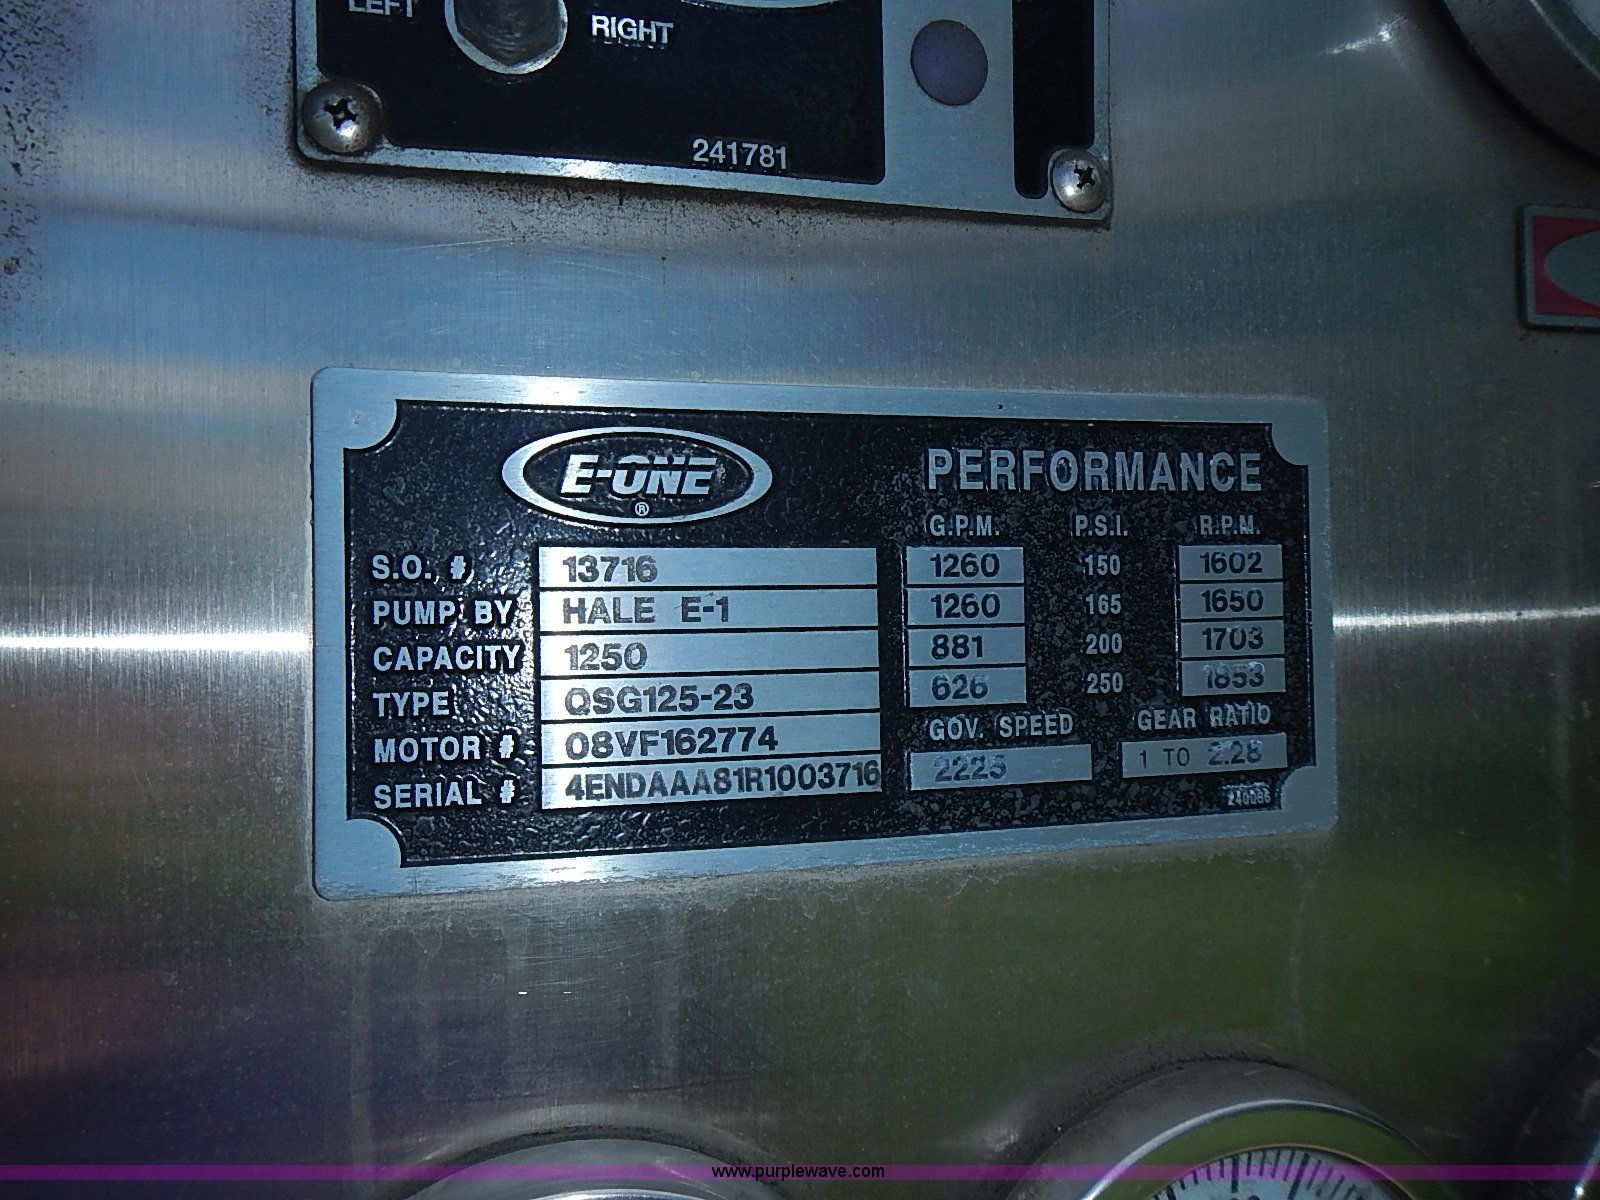 LEFT
RIGHT
241781
E-ONE
®
PERFORMANCE
G.P.M. P.S.I. R.P.M.
S.O. # 13716 1260 150 1602
PUMP BY HALE E-1 1260 165 1650
CAPACITY 1250 881 200 1703
TYPE QSG125-23 626 250 1853
MOTOR # 08VF162774 GOV. SPEED GEAR RATIO
SERIAL # 4ENDAAA81R1003716 2225 1 TO 2.28
240086
www.purplewave.com